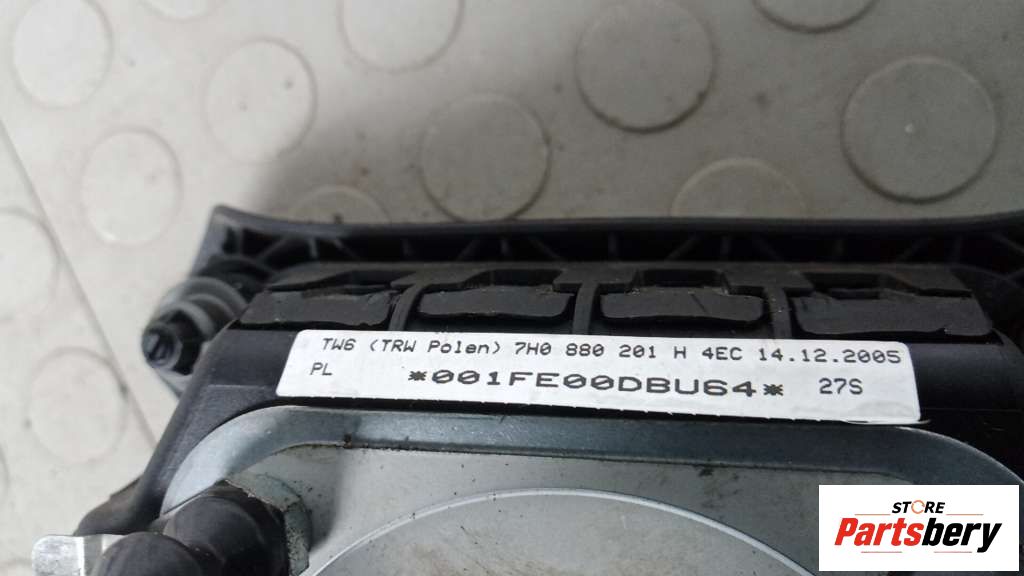 TW6 (TRW Polen) 7H0 880 201 H 4EC 14.12.2005
PL *001FE00DBU64* 27S
STORE
Partsbery